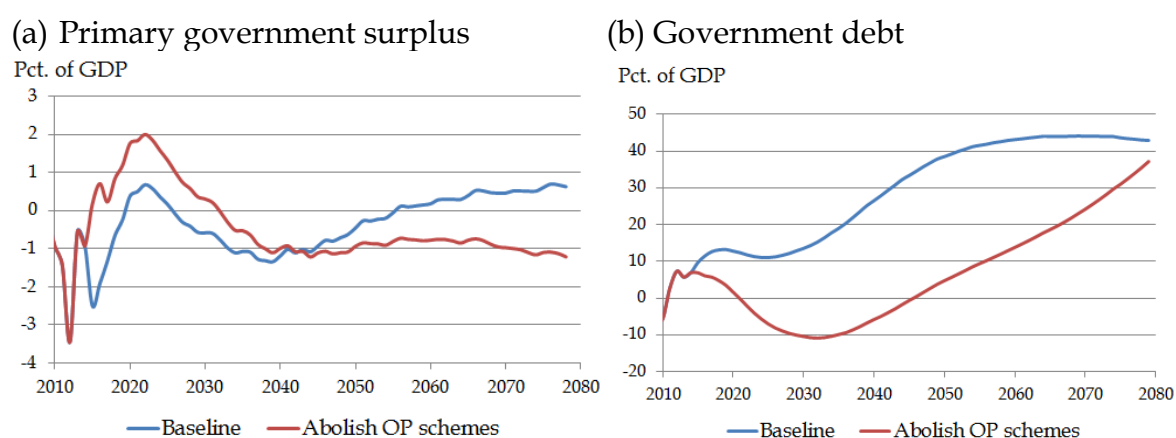 (a) Primary government surplus
Pct. of GDP
3
2
1
0
-1
-2
-3
-4
2010 2020 2030 2040 2050 2060 2070 2080
Baseline Abolish OP schemes
(b) Government debt
Pct. of GDP
50
40
30
20
10
0
-10
-20
2010 2020 2030 2040 2050 2060 2070 2080
Baseline Abolish OP schemes